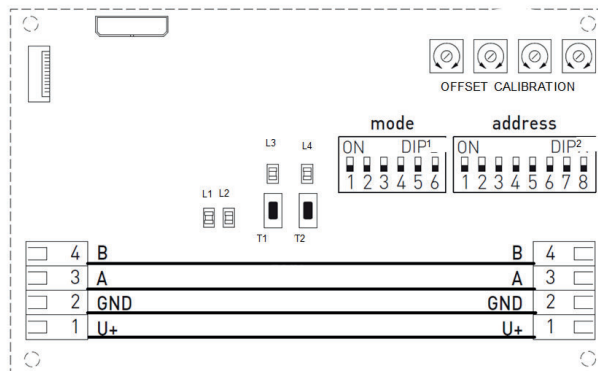 OFFSET CALIBRATION
mode address
ON DIP1
ON DIP2
1 2 3 4 5 6
1 2 3 4 5 6 7 8
L3 L4
L1 L2
T1 T2
4 B B 4
3 A A 3
2 GND GND 2
1 U+ U+ 1